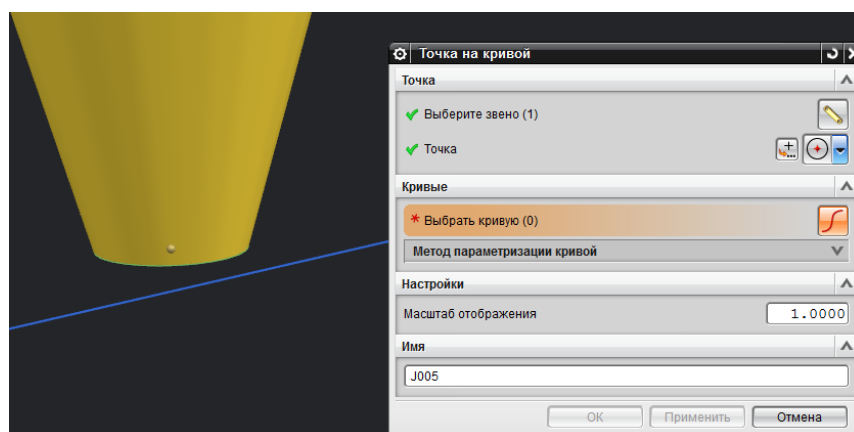 Точка на кривой
Точка
Выберите звено (1)
Точка
Кривые
* Выбрать кривую (0)
Метод параметризации кривой
Настройки
Масштаб отображения 1.0000
Имя
J005
ОК Применить Отмена